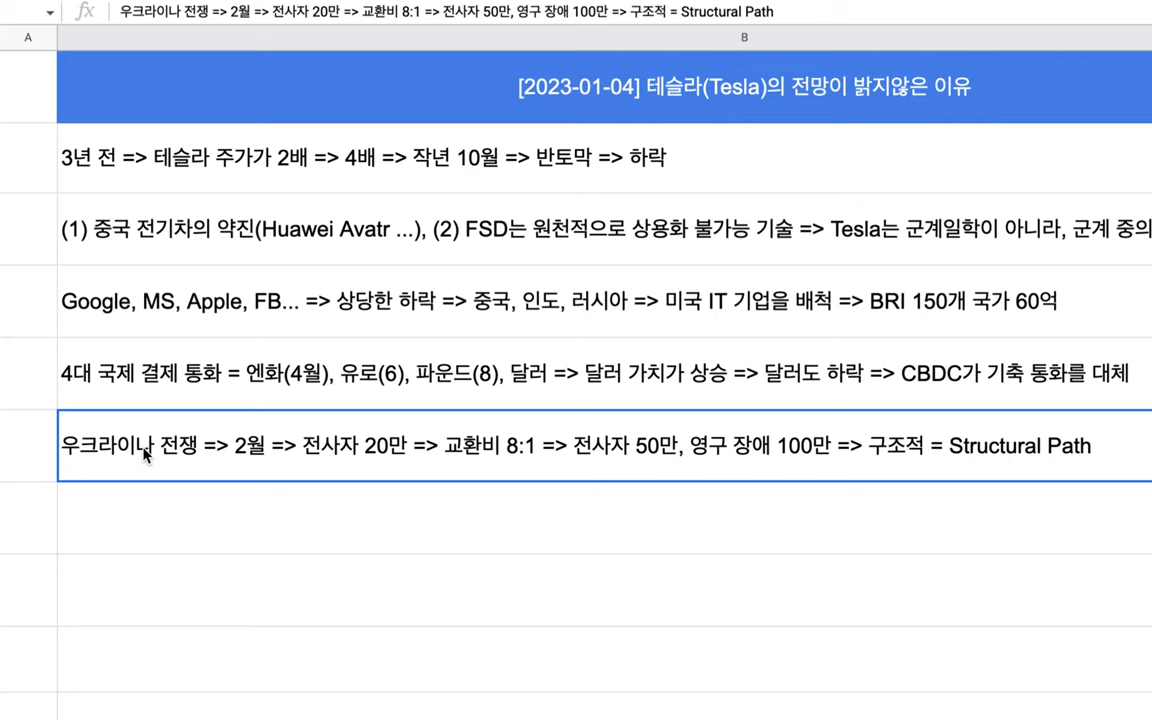 fx 우크라이나 전쟁 => 2월 => 전사자 20만 => 교환비 8:1 => 전사자 50만, 영구 장애 100만 => 구조적 = Structural Path
A B
[2023-01-04] 테슬라(Tesla)의 전망이 밝지않은 이유
3년 전 => 테슬라 주가가 2배 => 4배 => 작년 10월 => 반토막 => 하락
(1) 중국 전기차의 약진(Huawei Avatr ...), (2) FSD는 원천적으로 상용화 불가능 기술 => Tesla는 군계일학이 아니라, 군계 중의
Google, MS, Apple, FB... => 상당한 하락 => 중국, 인도, 러시아 => 미국 IT 기업을 배척 => BRI 150개 국가 60억
4대 국제 결제 통화 = 엔화(4월), 유로(6), 파운드(8), 달러 => 달러 가치가 상승 => 달러도 하락 => CBDC가 기축 통화를 대체
우크라이나 전쟁 => 2월 => 전사자 20만 => 교환비 8:1 => 전사자 50만, 영구 장애 100만 => 구조적 = Structural Path